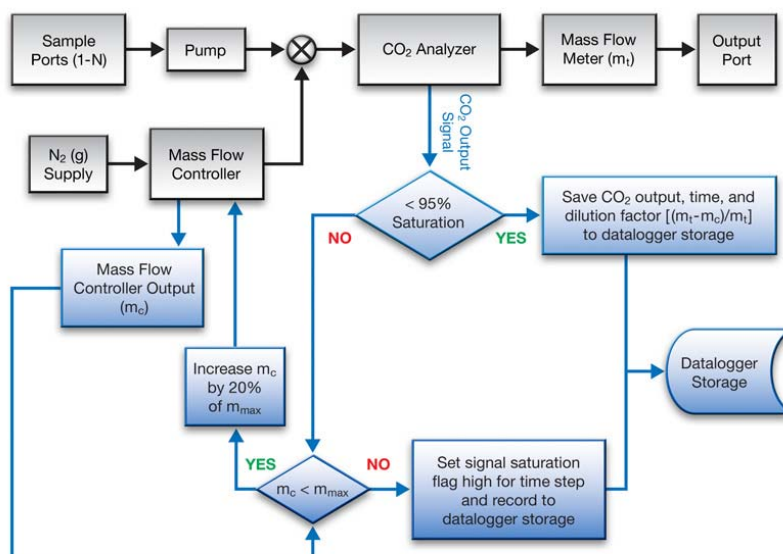 Sample
Ports (1-N)
Pump
CO₂ Analyzer
Mass Flow
Meter (mₜ)
Output
Port
CO₂ Output
Signal
N₂ (g)
Supply
Mass Flow
Controller
< 95%
Saturation
NO
YES
Save CO₂ output, time, and
dilution factor [(mₜ-m꜀)/mₜ]
to datalogger storage
Mass Flow
Controller Output
(m꜀)
Increase m꜀
by 20%
of mₘₐₓ
Datalogger
Storage
YES
m꜀ < mₘₐₓ
NO
Set signal saturation
flag high for time step
and record to
datalogger storage